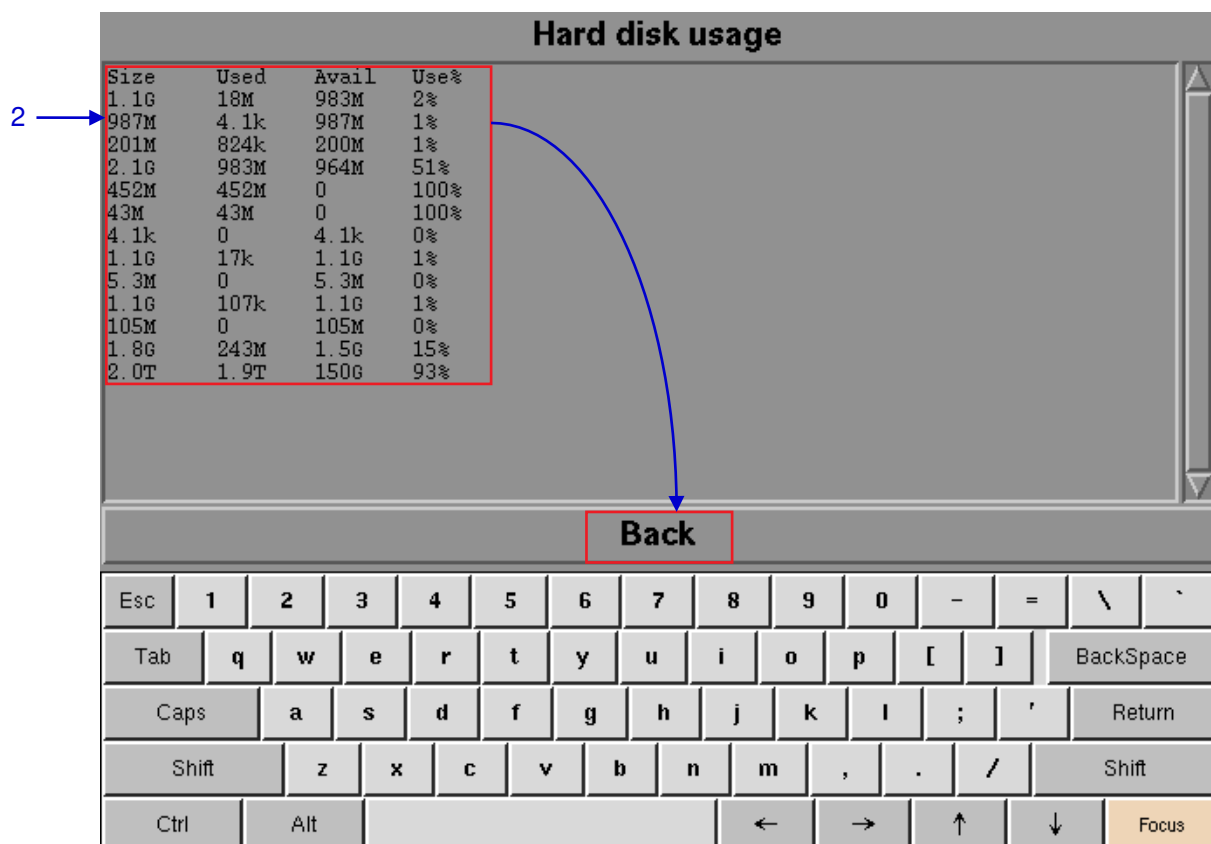 Hard disk usage
Size Used Avail Use%
1.1G 18M 983M 2%
2
987M 4.1k 987M 1%
201M 824k 200M 1%
2.1G 983M 964M 51%
452M 452M 0 100%
43M 43M 0 100%
4.1k 0 4.1k 0%
1.1G 17k 1.1G 1%
5.3M 0 5.3M 0%
1.1G 107k 1.1G 1%
105M 0 105M 0%
1.8G 243M 1.5G 15%
2.0T 1.9T 150G 93%
Back
Esc 1 2 3 4 5 6 7 8 9 0 - = \ `
Tab q w e r t y u i o p [ ] BackSpace
Caps a s d f g h j k l ; ' Return
Shift z x c v b n m , . / Shift
Ctrl Alt ← → ↑ ↓ Focus